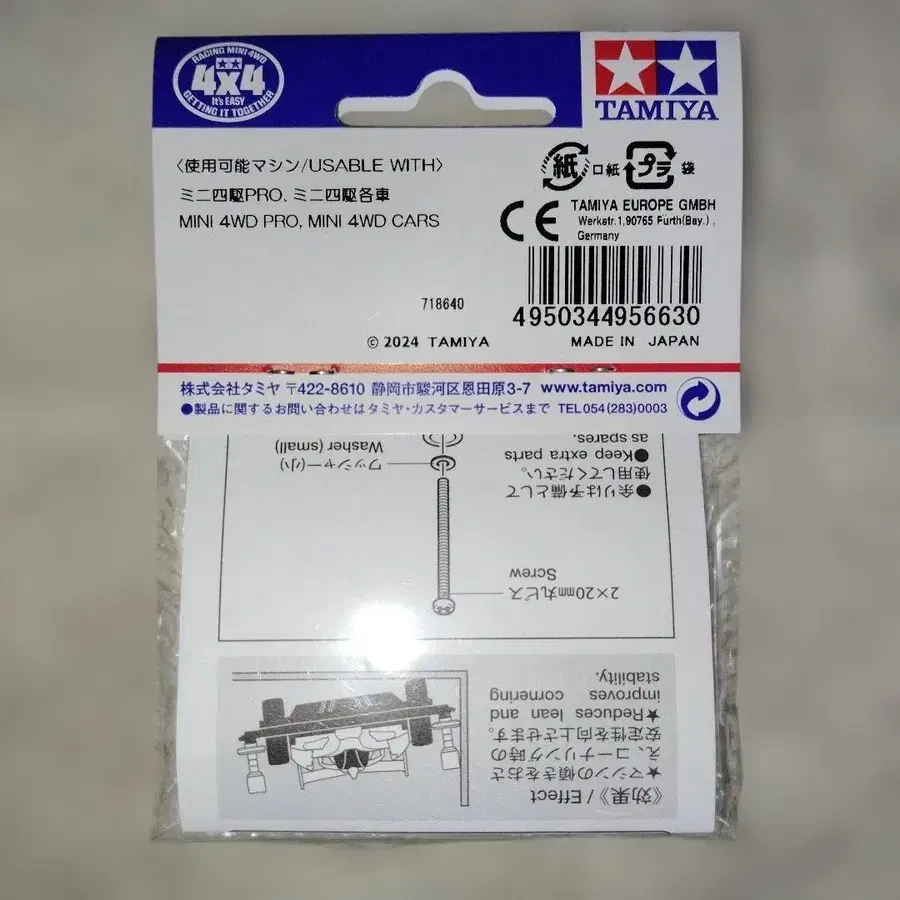 RACING MINI 4WD
4x4
It's EASY
GETTING IT TOGETHER
TAMIYA
〈使用可能マシン/USABLE WITH〉
ミニ四駆PRO、ミニ四駆各車
MINI 4WD PRO, MINI 4WD CARS
紙 口紙 プラ 袋
CE
TAMIYA EUROPE GMBH
Werkstr.1,90765 Fürth(Bay.),
Germany
718640
4950344956630
© 2024 TAMIYA
MADE IN JAPAN
株式会社タミヤ 〒422-8610 静岡市駿河区恩田原3-7 www.tamiya.com
●製品に関するお問い合わせはタミヤ・カスタマーサービスまで TEL054(283)0003
《効果》/ Effect
★マシンの傾きをおさ
え、コーナリング時の
安定性を向上させます。
★Reduces lean and
improves cornering
stability.
2×20mm丸ビス
Screw
●余りは予備として
使用してください。
●Keep extra parts
as spares.
ワッシャー(小)
Washer (small)